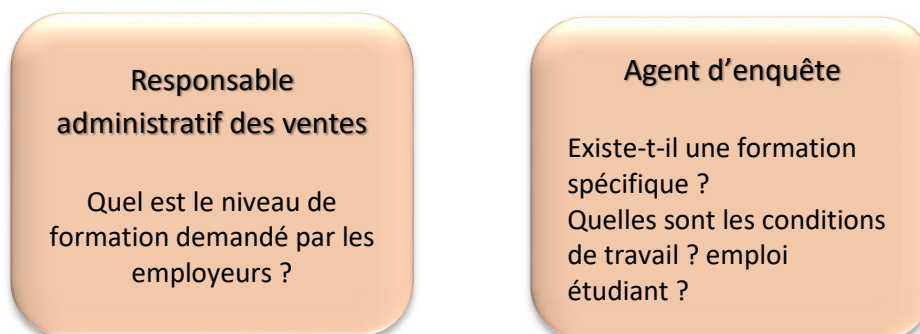 Responsable
administratif des ventes
Quel est le niveau de
formation demandé par les
employeurs ?
Agent d’enquête
Existe-t-il une formation
spécifique ?
Quelles sont les conditions
de travail ? emploi
étudiant ?